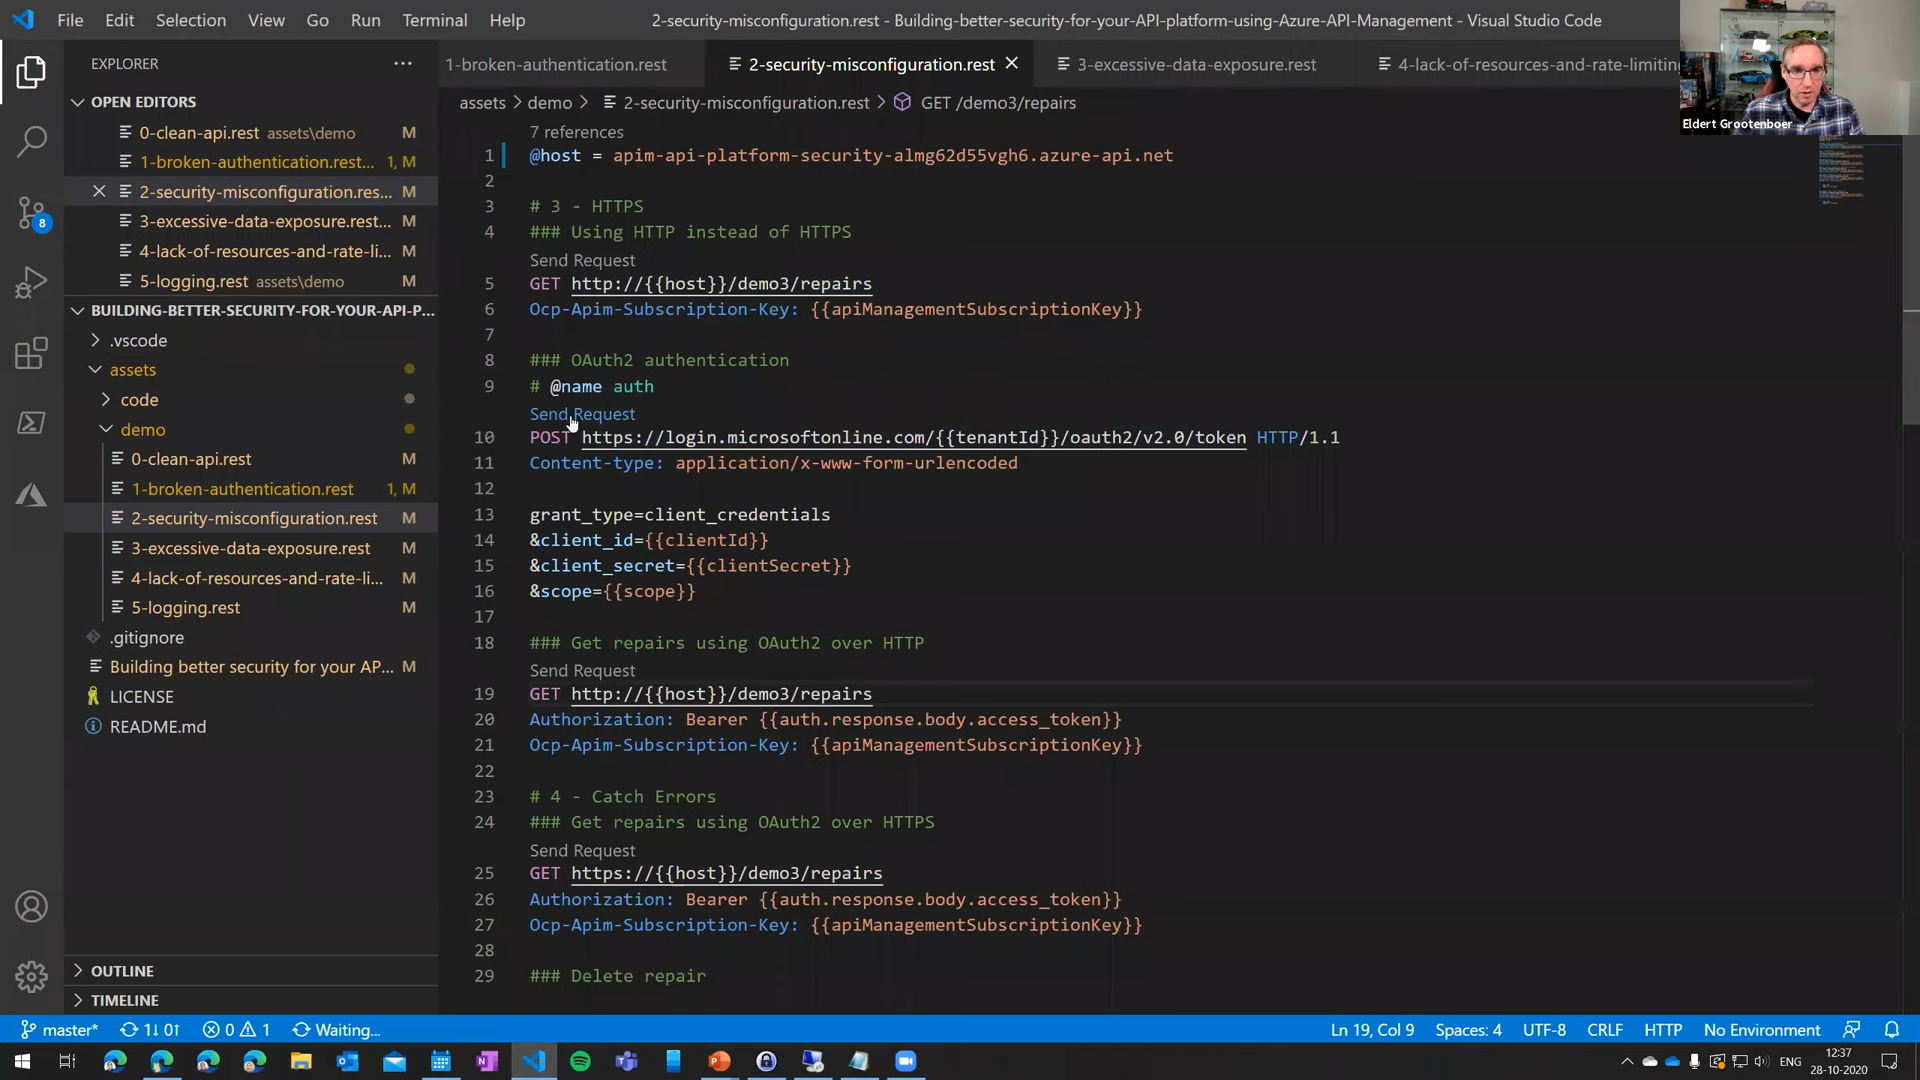 File Edit Selection View Go Run Terminal Help
2-security-misconfiguration.rest - Building-better-security-for-your-API-platform-using-Azure-API-Management - Visual Studio Code
EXPLORER
OPEN EDITORS
0-clean-api.rest assets\demo M
1-broken-authentication.rest... 1, M
2-security-misconfiguration.res... M
3-excessive-data-exposure.rest... M
4-lack-of-resources-and-rate-li... M
5-logging.rest assets\demo M
8
BUILDING-BETTER-SECURITY-FOR-YOUR-API-P...
.vscode
assets
code
demo
0-clean-api.rest M
1-broken-authentication.rest 1, M
2-security-misconfiguration.rest M
3-excessive-data-exposure.rest M
4-lack-of-resources-and-rate-li... M
5-logging.rest M
.gitignore
Building better security for your AP... M
LICENSE
README.md
OUTLINE
TIMELINE
1-broken-authentication.rest 2-security-misconfiguration.rest 3-excessive-data-exposure.rest 4-lack-of-resources-and-rate-limiting
Eldert Grootenboer
assets > demo > 2-security-misconfiguration.rest > GET /demo3/repairs
7 references
1 @host = apim-api-platform-security-almg62d55vgh6.azure-api.net
2
3 # 3 - HTTPS
4 ### Using HTTP instead of HTTPS
Send Request
5 GET http://{{host}}/demo3/repairs
6 Ocp-Apim-Subscription-Key: {{apiManagementSubscriptionKey}}
7
8 ### OAuth2 authentication
9 # @name auth
Send Request
10 POST https://login.microsoftonline.com/{{tenantId}}/oauth2/v2.0/token HTTP/1.1
11 Content-type: application/x-www-form-urlencoded
12
13 grant_type=client_credentials
14 &client_id={{clientId}}
15 &client_secret={{clientSecret}}
16 &scope={{scope}}
17
18 ### Get repairs using OAuth2 over HTTP
Send Request
19 GET http://{{host}}/demo3/repairs
20 Authorization: Bearer {{auth.response.body.access_token}}
21 Ocp-Apim-Subscription-Key: {{apiManagementSubscriptionKey}}
22
23 # 4 - Catch Errors
24 ### Get repairs using OAuth2 over HTTPS
Send Request
25 GET https://{{host}}/demo3/repairs
26 Authorization: Bearer {{auth.response.body.access_token}}
27 Ocp-Apim-Subscription-Key: {{apiManagementSubscriptionKey}}
28
29 ### Delete repair
master* 1↓ 0↑ 0 1 Waiting... Ln 19, Col 9 Spaces: 4 UTF-8 CRLF HTTP No Environment
ENG 12:37
28-10-2020